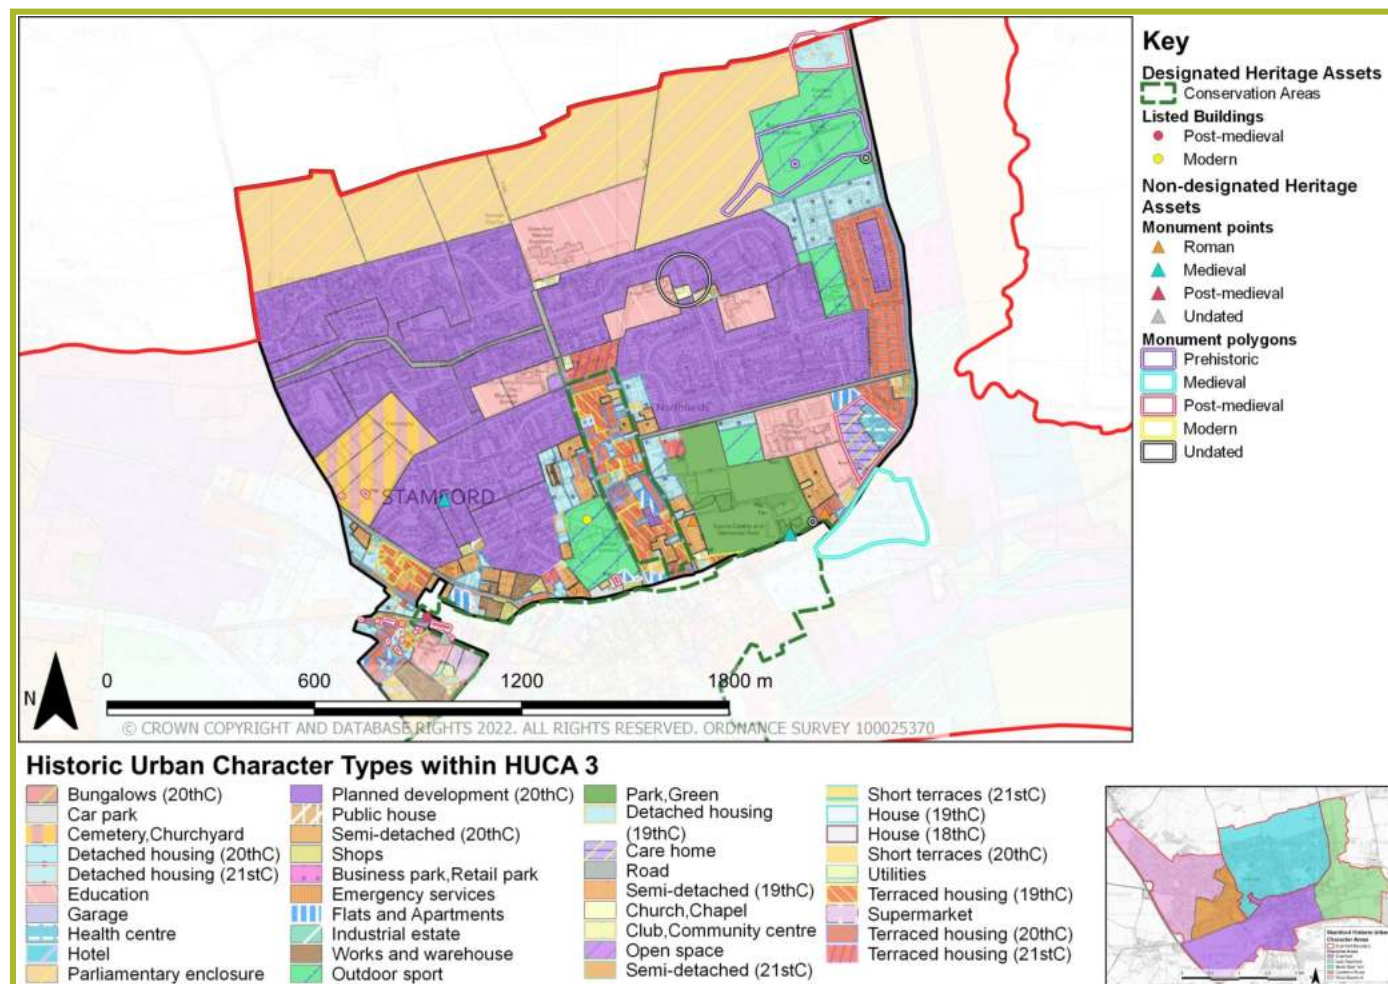 Key
Designated Heritage Assets
Conservation Areas
Listed Buildings
Post-medieval
Modern
Non-designated Heritage
Assets
Monument points
Roman
Medieval
Post-medieval
Undated
Monument polygons
Prehistoric
Medieval
Post-medieval
Modern
Undated
Northfields
STAMFORD
N
0 600 1200 1800 m
© CROWN COPYRIGHT AND DATABASE RIGHTS 2022. ALL RIGHTS RESERVED. ORDNANCE SURVEY 100025370
Historic Urban Character Types within HUCA 3
Bungalows (20thC)
Car park
Cemetery,Churchyard
Detached housing (20thC)
Detached housing (21stC)
Education
Garage
Health centre
Hotel
Parliamentary enclosure
Planned development (20thC)
Public house
Semi-detached (20thC)
Shops
Business park,Retail park
Emergency services
Flats and Apartments
Industrial estate
Works and warehouse
Outdoor sport
Park,Green
Detached housing
(19thC)
Care home
Road
Semi-detached (19thC)
Church,Chapel
Club,Community centre
Open space
Semi-detached (21stC)
Short terraces (21stC)
House (19thC)
House (18thC)
Short terraces (20thC)
Utilities
Terraced housing (19thC)
Supermarket
Terraced housing (20thC)
Terraced housing (21stC)